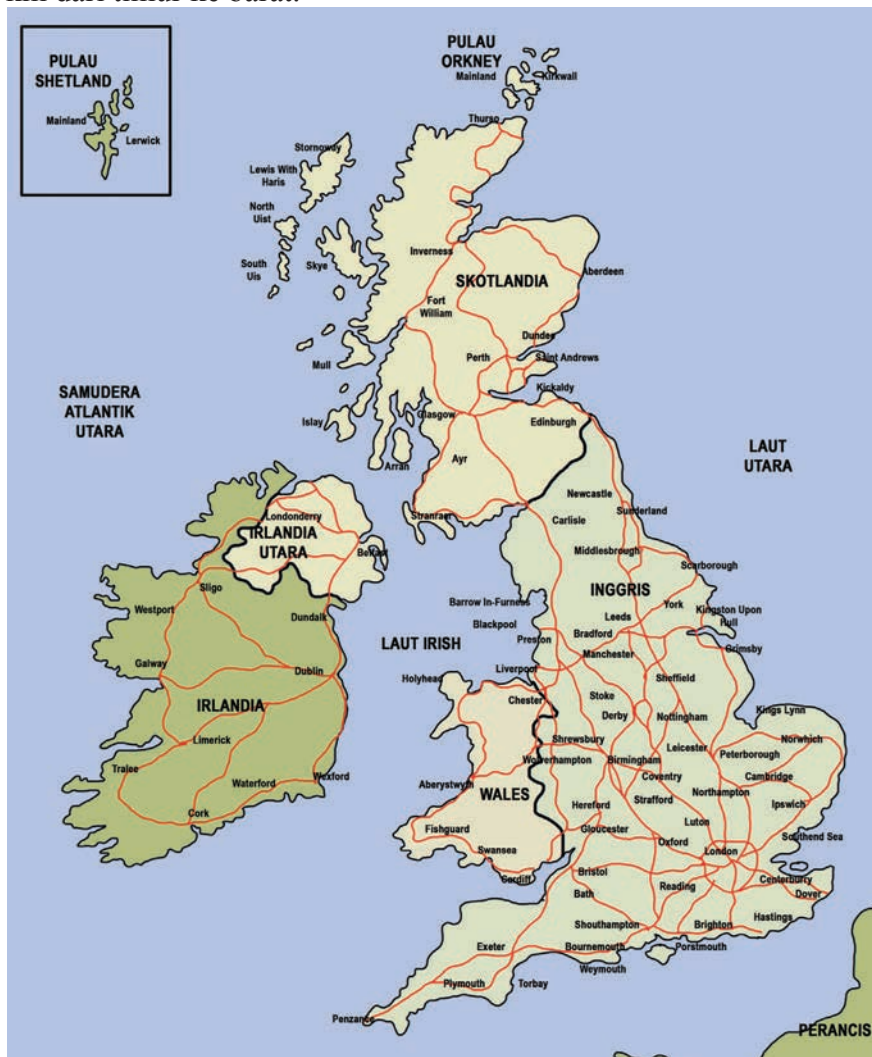 PULAU
SHETLAND
Mainland
Lerwick
PULAU
ORKNEY
Mainland
Kirkwall
Thurso
Stornoway
Lewis With
Haris
North
Uist
South
Uis
Skye
Inverness
SKOTLANDIA
Aberdeen
Fort
William
Dundee
Mull
Perth
Saint Andrews
Kickaldy
SAMUDERA
ATLANTIK
UTARA
Islay
Glasgow
Edinburgh
LAUT
UTARA
Arran
Ayr
Newcastle
Stranraer
Carlisle
Sunderland
Londonderry
IRLANDIA
UTARA
Belfast
Middlesbrough
Scarborough
Sligo
INGGRIS
Westport
Dundalk
Barrow In-Furness
York
Kingston Upon
Hull
Leeds
Blackpool
Bradford
LAUT IRISH
Preston
Grimsby
Manchester
Galway
Dublin
Holyhead
Liverpool
Sheffield
Chester
Stoke
IRLANDIA
Derby
Nottingham
Kings Lynn
Limerick
Shrewsbury
Leicester
Norwhich
Peterborough
Wolverhampton
Birmingham
Tralee
Waterford
Wexford
Aberystwyth
Coventry
Cambridge
WALES
Strafford
Northampton
Hereford
Ipswich
Cork
Fishguard
Gloucester
Luton
Oxford
Southend Sea
Swansea
London
Cardiff
Bristol
Centerburry
Reading
Dover
Bath
Hastings
Shouthampton
Brighton
Exeter
Bournemouth
Porstmouth
Weymouth
Plymouth
Torbay
Penzance
PERANCIS